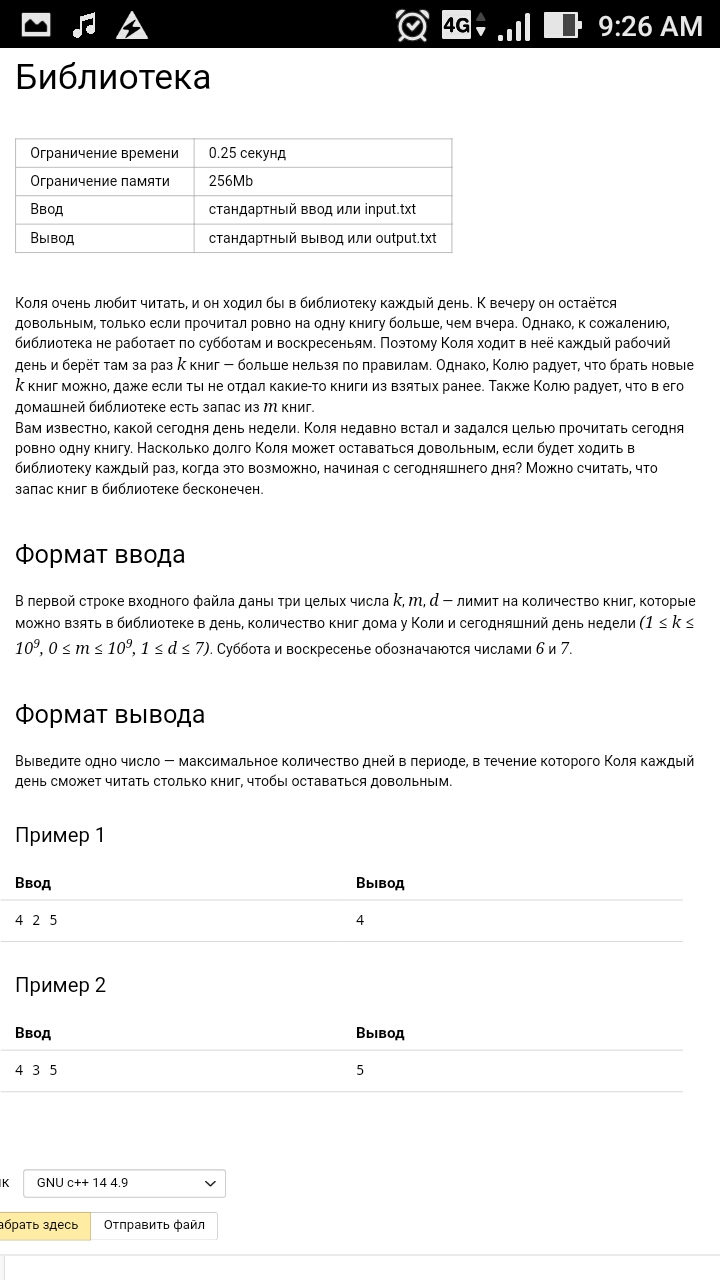 4G 9:26 AM
Библиотека
Ограничение времени 0.25 секунд
Ограничение памяти 256Mb
Ввод стандартный ввод или input.txt
Вывод стандартный вывод или output.txt
Коля очень любит читать, и он ходил бы в библиотеку каждый день. К вечеру он остаётся
довольным, только если прочитал ровно на одну книгу больше, чем вчера. Однако, к сожалению,
библиотека не работает по субботам и воскресеньям. Поэтому Коля ходит в неё каждый рабочий
день и берёт там за раз k книг — больше нельзя по правилам. Однако, Колю радует, что брать новые
k книг можно, даже если ты не отдал какие-то книги из взятых ранее. Также Колю радует, что в его
домашней библиотеке есть запас из m книг.
Вам известно, какой сегодня день недели. Коля недавно встал и задался целью прочитать сегодня
ровно одну книгу. Насколько долго Коля может оставаться довольным, если будет ходить в
библиотеку каждый раз, когда это возможно, начиная с сегодняшнего дня? Можно считать, что
запас книг в библиотеке бесконечен.
Формат ввода
В первой строке входного файла даны три целых числа k, m, d — лимит на количество книг, которые
можно взять в библиотеке в день, количество книг дома у Коли и сегодняшний день недели (1 ≤ k ≤
10⁹, 0 ≤ m ≤ 10⁹, 1 ≤ d ≤ 7). Суббота и воскресенье обозначаются числами 6 и 7.
Формат вывода
Выведите одно число — максимальное количество дней в периоде, в течение которого Коля каждый
день сможет читать столько книг, чтобы оставаться довольным.
Пример 1
Ввод Вывод
4 2 5 4
Пример 2
Ввод Вывод
4 3 5 5
к GNU c++ 14 4.9
абрать здесь Отправить файл